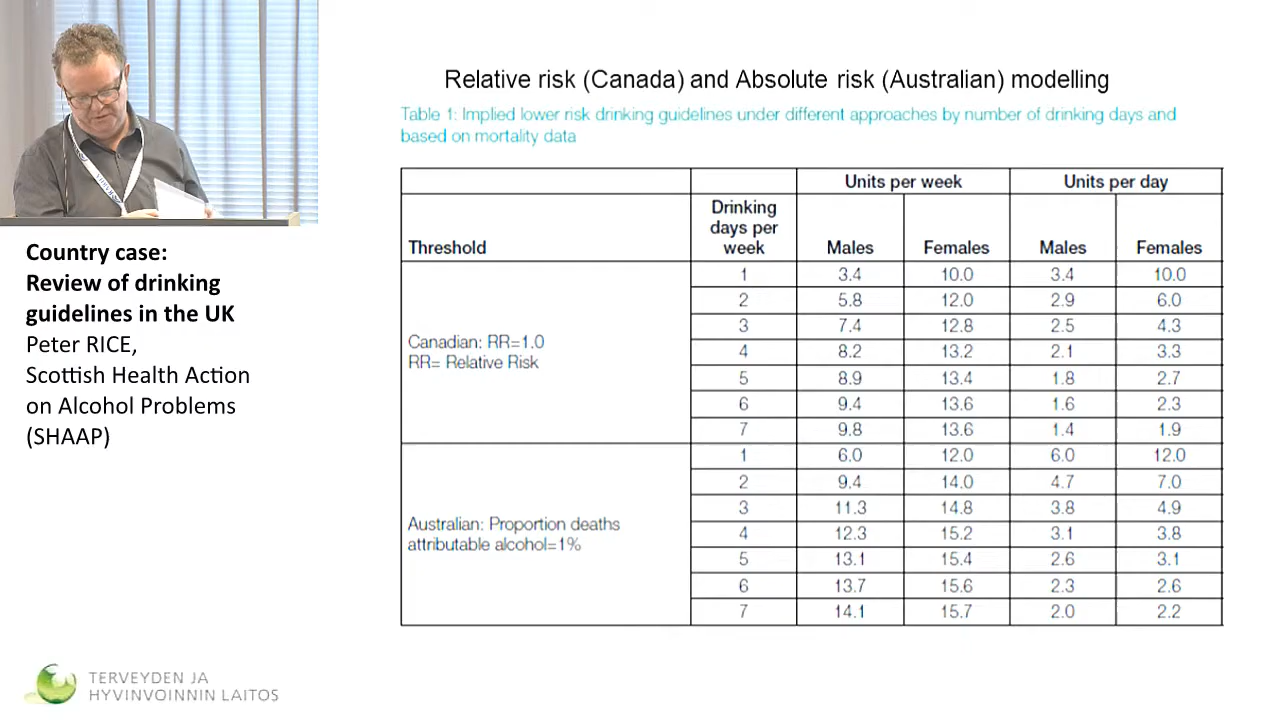 Relative risk (Canada) and Absolute risk (Australian) modelling
Table 1: Implied lower risk drinking guidelines under different approaches by number of drinking days and
based on mortality data
Units per week Units per day
Threshold Drinking days per week Males Females Males Females
Canadian: RR=1.0
RR= Relative Risk
1 3.4 10.0 3.4 10.0
2 5.8 12.0 2.9 6.0
3 7.4 12.8 2.5 4.3
4 8.2 13.2 2.1 3.3
5 8.9 13.4 1.8 2.7
6 9.4 13.6 1.6 2.3
7 9.8 13.6 1.4 1.9
Australian: Proportion deaths
attributable alcohol=1%
1 6.0 12.0 6.0 12.0
2 9.4 14.0 4.7 7.0
3 11.3 14.8 3.8 4.9
4 12.3 15.2 3.1 3.8
5 13.1 15.4 2.6 3.1
6 13.7 15.6 2.3 2.6
7 14.1 15.7 2.0 2.2
Country case:
Review of drinking
guidelines in the UK
Peter RICE,
Scottish Health Action
on Alcohol Problems
(SHAAP)
TERVEYDEN JA
HYVINVOINNIN LAITOS